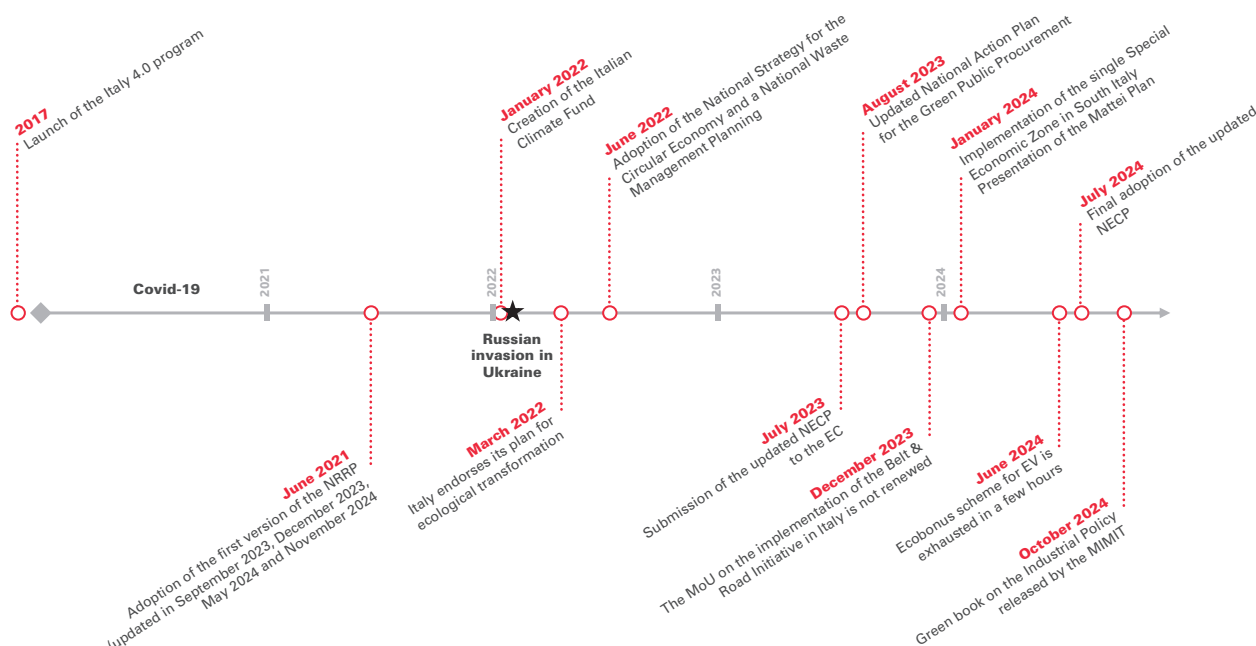 2017
Launch of the Italy 4.0 program
January 2022
Creation of the Italian
Climate Fund
June 2022
Adoption of the National Strategy for the
Circular Economy and a National Waste
Management Planning
August 2023
Updated National Action Plan
for the Green Public Procurement
January 2024
Implementation of the single Special
Economic Zone in South Italy
Presentation of the Mattei Plan
July 2024
Final adoption of the updated
NECP
Covid-19
2021
2022
2023
2024
Russian
invasion in
Ukraine
June 2021
Adoption of the first version of the NRRP
(updated in September 2023, December 2023,
May 2024 and November 2024
March 2022
Italy endorses its plan for
ecological transformation
July 2023
Submission of the updated NECP
to the EC
December 2023
The MoU on the implementation of the Belt &
Road Initiative in Italy is not renewed
June 2024
Ecobonus scheme for EV is
exhausted in a few hours
October 2024
Green book on the Industrial Policy
released by the MIMIT